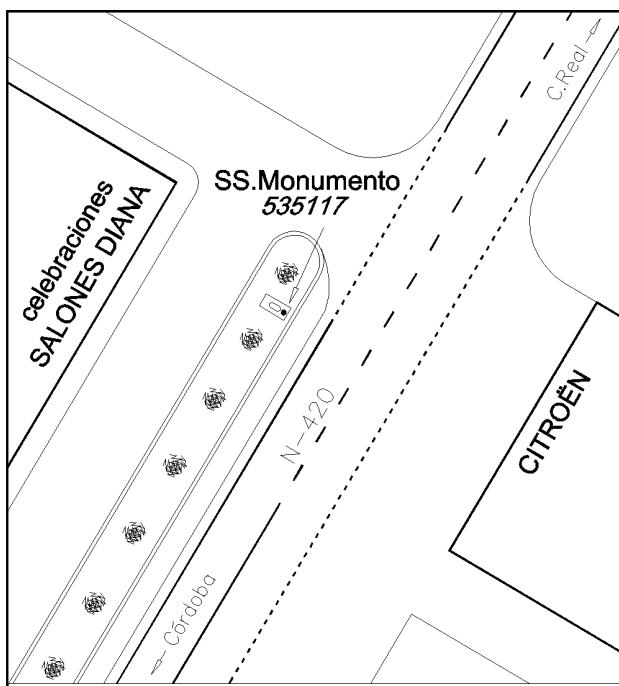 C.Real
SS.Monumento
535117
celebraciones
SALONES DIANA
N-420
CITROËN
Córdoba